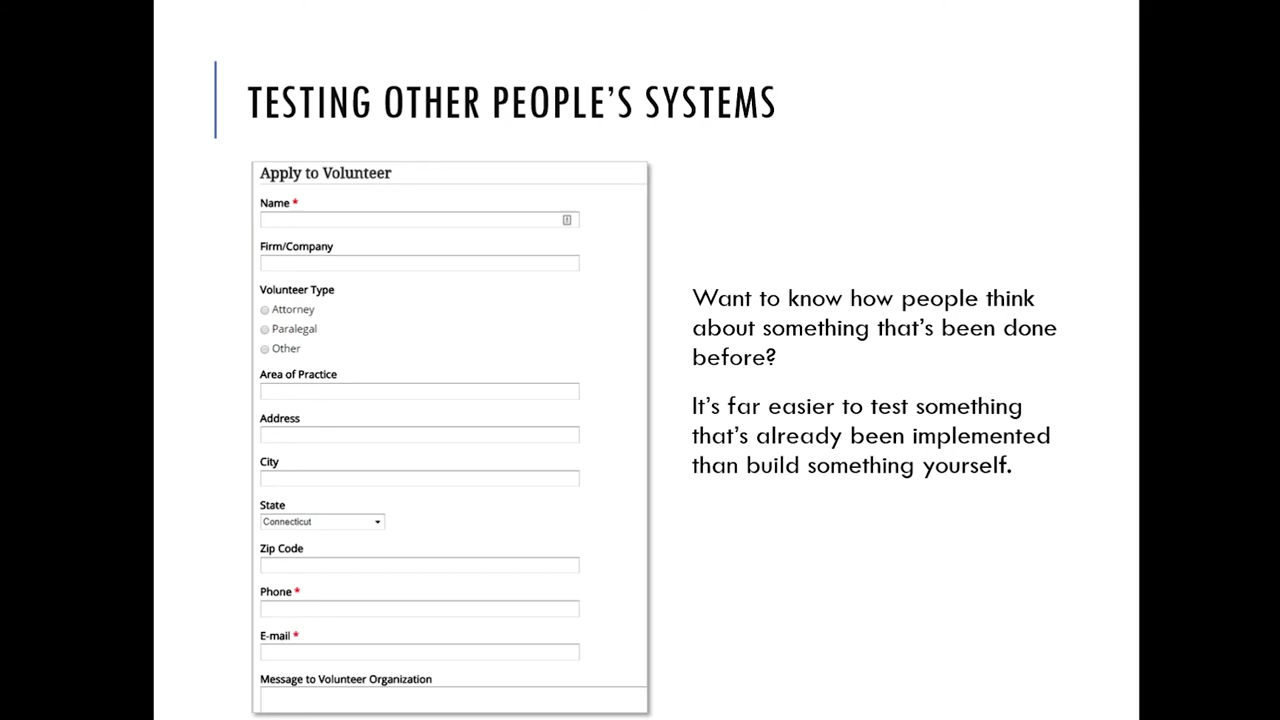 TESTING OTHER PEOPLE'S SYSTEMS
Apply to Volunteer
Name *
Firm/Company
Volunteer Type
Attorney
Paralegal
Other
Area of Practice
Address
City
State
Connecticut
Zip Code
Phone *
E-mail *
Message to Volunteer Organization
Want to know how people think
about something that's been done
before?
It's far easier to test something
that's already been implemented
than build something yourself.